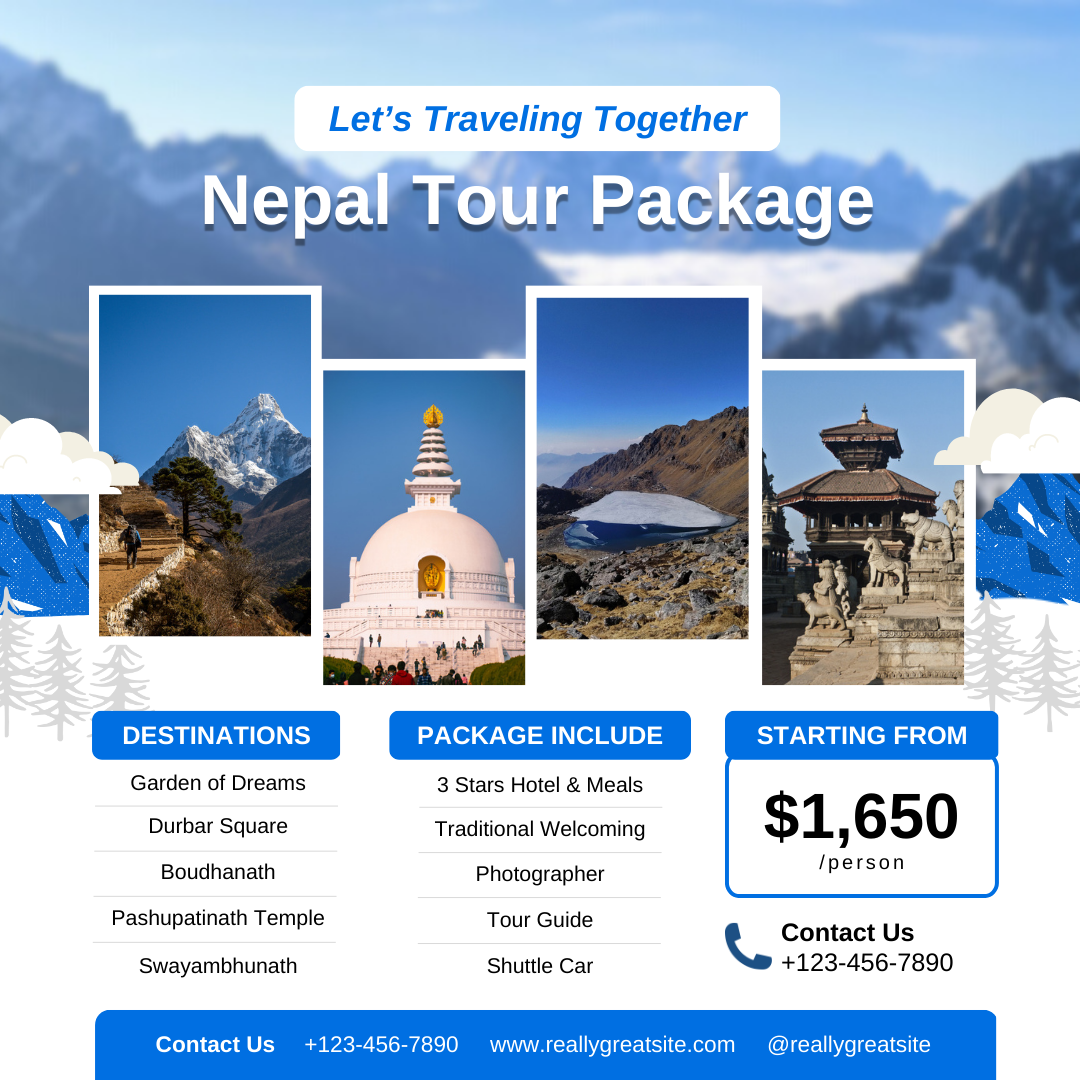 Let’s Traveling Together
Nepal Tour Package
DESTINATIONS
Garden of Dreams
Durbar Square
Boudhanath
Pashupatinath Temple
Swayambhunath
PACKAGE INCLUDE
3 Stars Hotel & Meals
Traditional Welcoming
Photographer
Tour Guide
Shuttle Car
STARTING FROM
$1,650
/person
Contact Us
+123-456-7890
Contact Us +123-456-7890 www.reallygreatsite.com @reallygreatsite